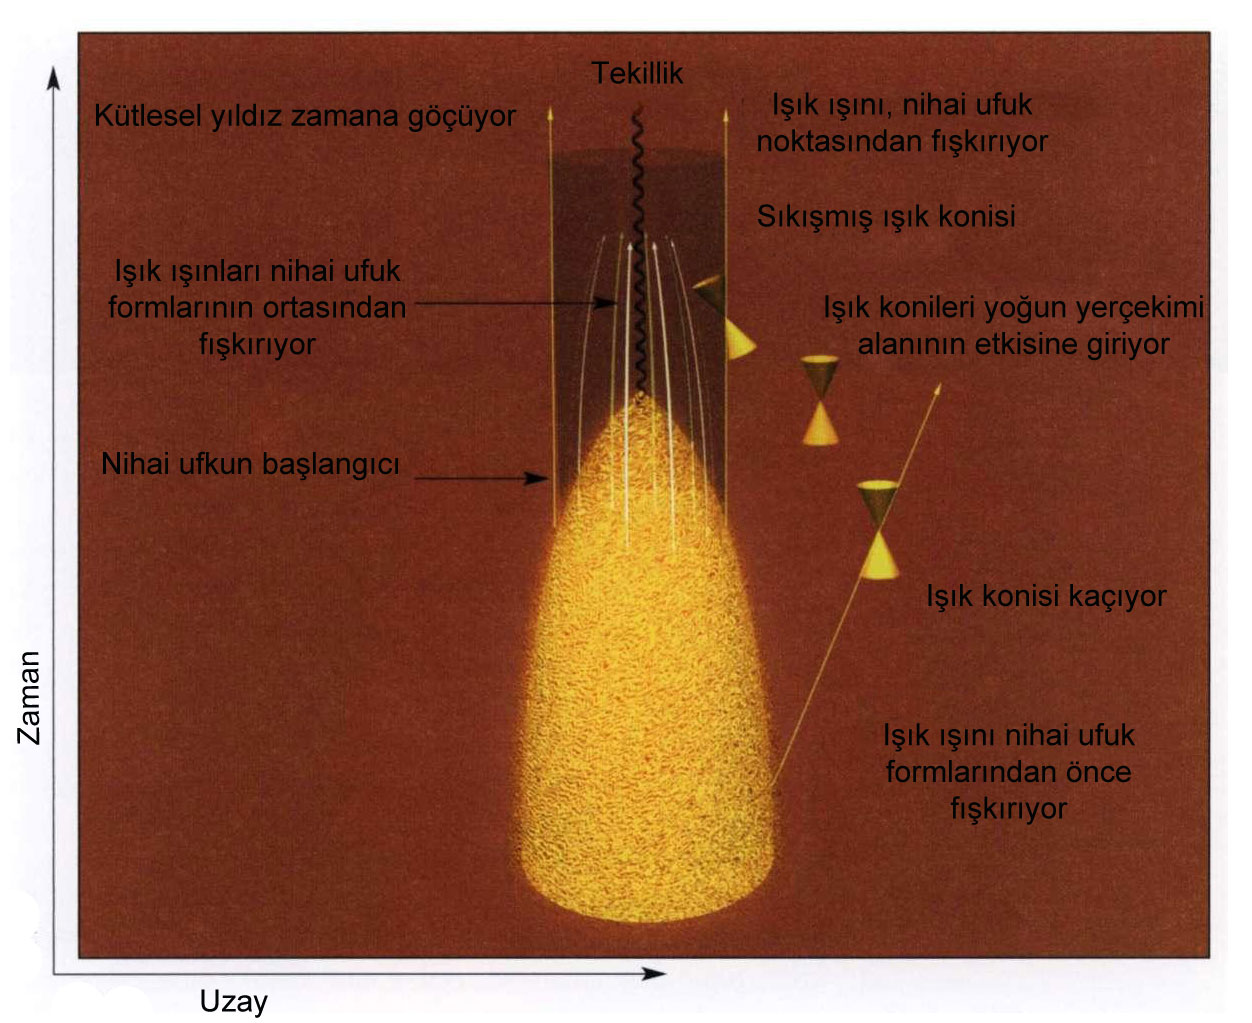 Tekillik
Kütlesel yıldız zamana göçüyor
Işık ışını, nihai ufuk
noktasından fışkırıyor
Sıkışmış ışık konisi
Işık ışınları nihai ufuk
formlarının ortasından
fışkırıyor
Işık konileri yoğun yerçekimi
alanının etkisine giriyor
Nihai ufkun başlangıcı
Işık konisi kaçıyor
Işık ışını nihai ufuk
formlarından önce
fışkırıyor
Zaman
Uzay